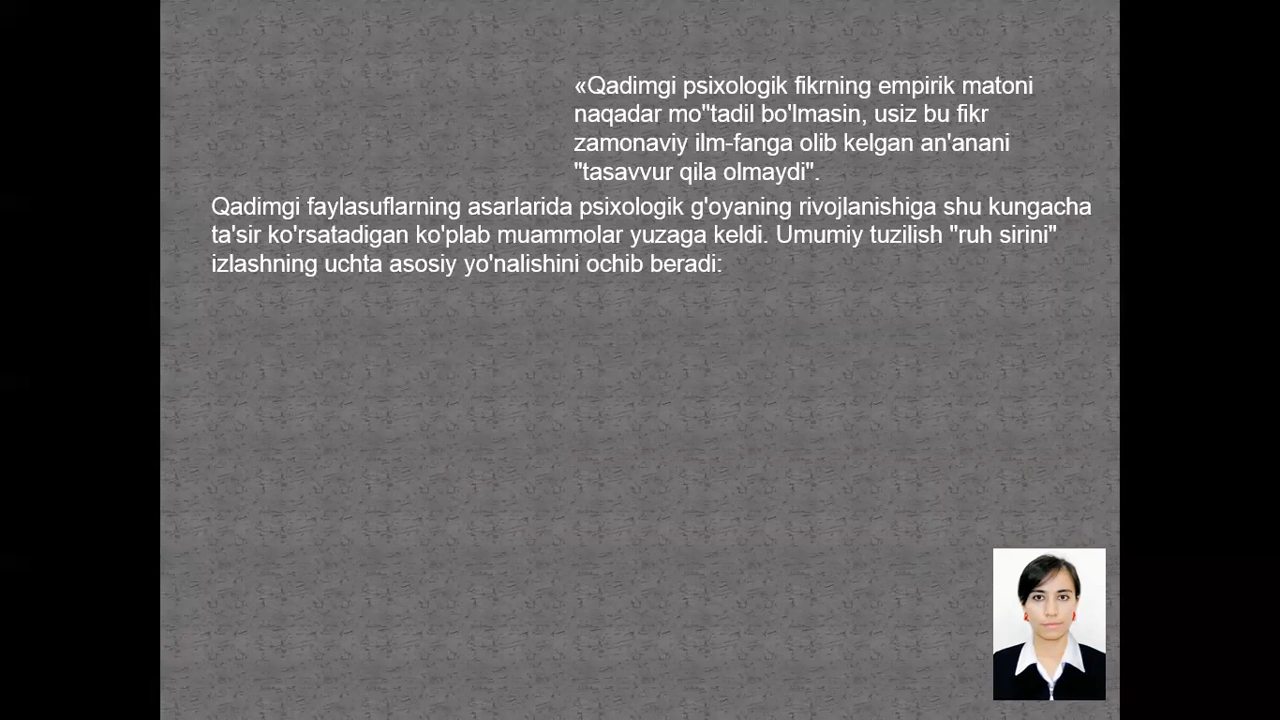 «Qadimgi psixologik fikrning empirik matoni
naqadar mo"tadil bo'lmasin, usiz bu fikr
zamonaviy ilm-fanga olib kelgan an'anani
"tasavvur qila olmaydi".
Qadimgi faylasuflarning asarlarida psixologik g'oyaning rivojlanishiga shu kungacha
ta'sir ko'rsatadigan ko'plab muammolar yuzaga keldi. Umumiy tuzilish "ruh sirini"
izlashning uchta asosiy yo'nalishini ochib beradi: